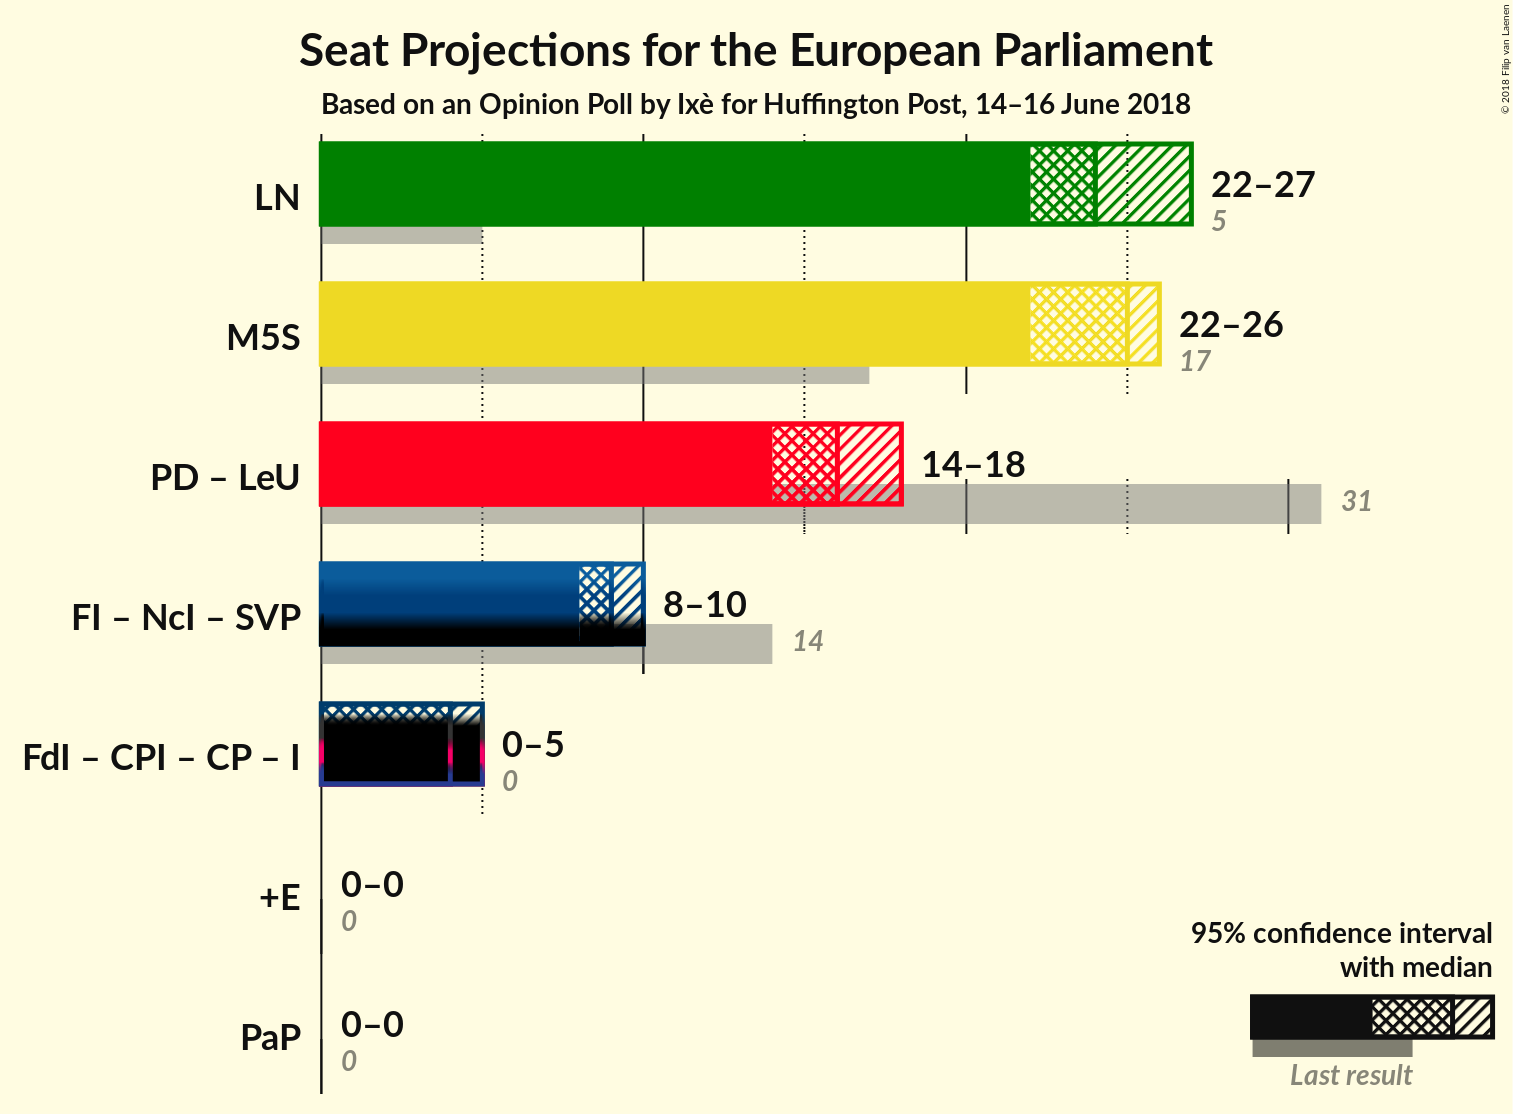 Seat Projections for the European Parliament
Based on an Opinion Poll by Ixè for Huffington Post, 14–16 June 2018
© 2018 Filip van Laenen
LN
22–27
5
M5S
22–26
17
PD – LeU
14–18
31
FI – NcI – SVP
8–10
14
FdI – CPI – CP – I
0–5
0
+E
0–0
0
PaP
0–0
0
95% confidence interval
with median
Last result